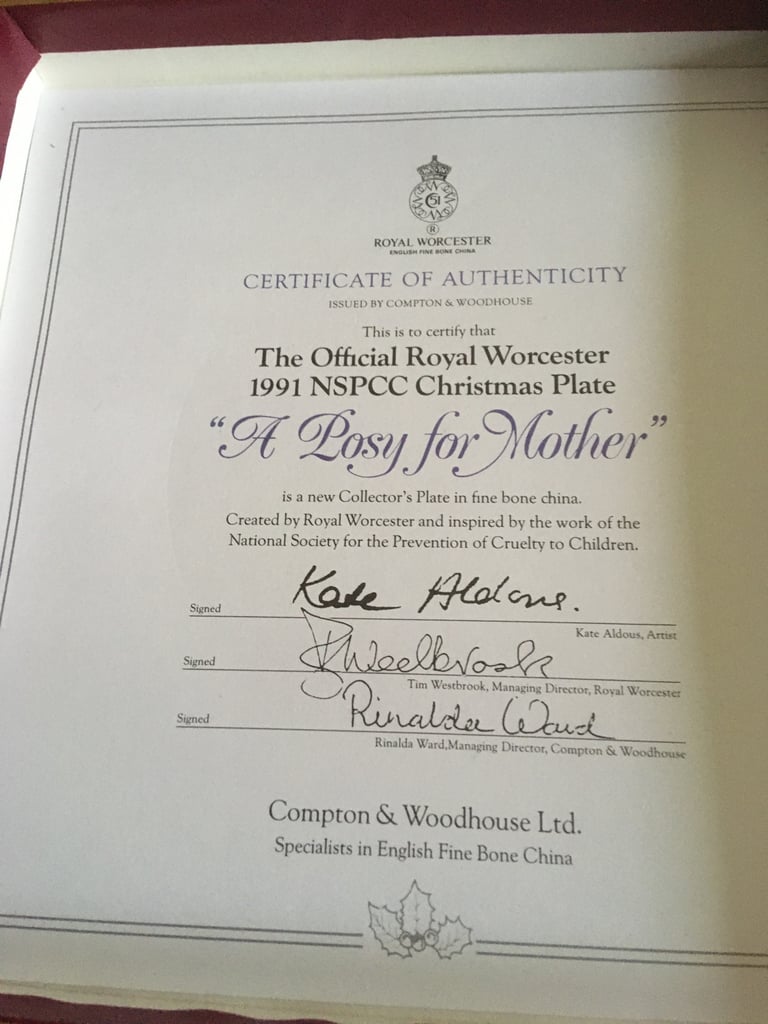 51
®
ROYAL WORCESTER
ENGLISH FINE BONE CHINA
CERTIFICATE OF AUTHENTICITY
ISSUED BY COMPTON & WOODHOUSE
This is to certify that
The Official Royal Worcester
1991 NSPCC Christmas Plate
“A Posy for Mother”
is a new Collector's Plate in fine bone china.
Created by Royal Worcester and inspired by the work of the
National Society for the Prevention of Cruelty to Children.
Signed Kate Aldous.
Kate Aldous, Artist
Signed T Westbrook
Tim Westbrook, Managing Director, Royal Worcester
Signed Rinalda Ward
Rinalda Ward,Managing Director, Compton & Woodhouse
Compton & Woodhouse Ltd.
Specialists in English Fine Bone China